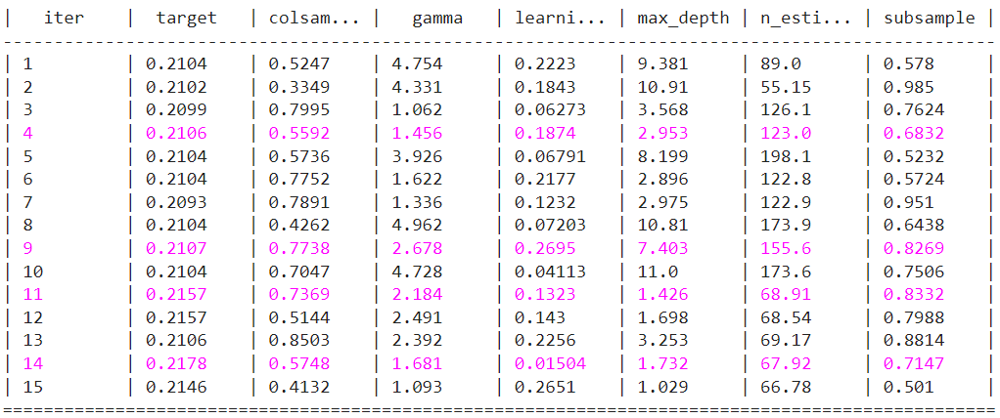 |   iter    |  target   | colsam... |   gamma   | learni... | max_depth | n_esti... | subsample |
-------------------------------------------------------------------------------------------------
| 1         | 0.2104    | 0.5247    | 4.754     | 0.2223    | 9.381     | 89.0      | 0.578     |
| 2         | 0.2102    | 0.3349    | 4.331     | 0.1843    | 10.91     | 55.15     | 0.985     |
| 3         | 0.2099    | 0.7995    | 1.062     | 0.06273   | 3.568     | 126.1     | 0.7624    |
| 4         | 0.2106    | 0.5592    | 1.456     | 0.1874    | 2.953     | 123.0     | 0.6832    |
| 5         | 0.2104    | 0.5736    | 3.926     | 0.06791   | 8.199     | 198.1     | 0.5232    |
| 6         | 0.2104    | 0.7752    | 1.622     | 0.2177    | 2.896     | 122.8     | 0.5724    |
| 7         | 0.2093    | 0.7891    | 1.336     | 0.1232    | 2.975     | 122.9     | 0.951     |
| 8         | 0.2104    | 0.4262    | 4.962     | 0.07203   | 10.81     | 173.9     | 0.6438    |
| 9         | 0.2107    | 0.7738    | 2.678     | 0.2695    | 7.403     | 155.6     | 0.8269    |
| 10        | 0.2104    | 0.7047    | 4.728     | 0.04113   | 11.0      | 173.6     | 0.7506    |
| 11        | 0.2157    | 0.7369    | 2.184     | 0.1323    | 1.426     | 68.91     | 0.8332    |
| 12        | 0.2157    | 0.5144    | 2.491     | 0.143     | 1.698     | 68.54     | 0.7988    |
| 13        | 0.2106    | 0.8503    | 2.392     | 0.2256    | 3.253     | 69.17     | 0.8814    |
| 14        | 0.2178    | 0.5748    | 1.681     | 0.01504   | 1.732     | 67.92     | 0.7147    |
| 15        | 0.2146    | 0.4132    | 1.093     | 0.2651    | 1.029     | 66.78     | 0.501     |
=================================================================================================